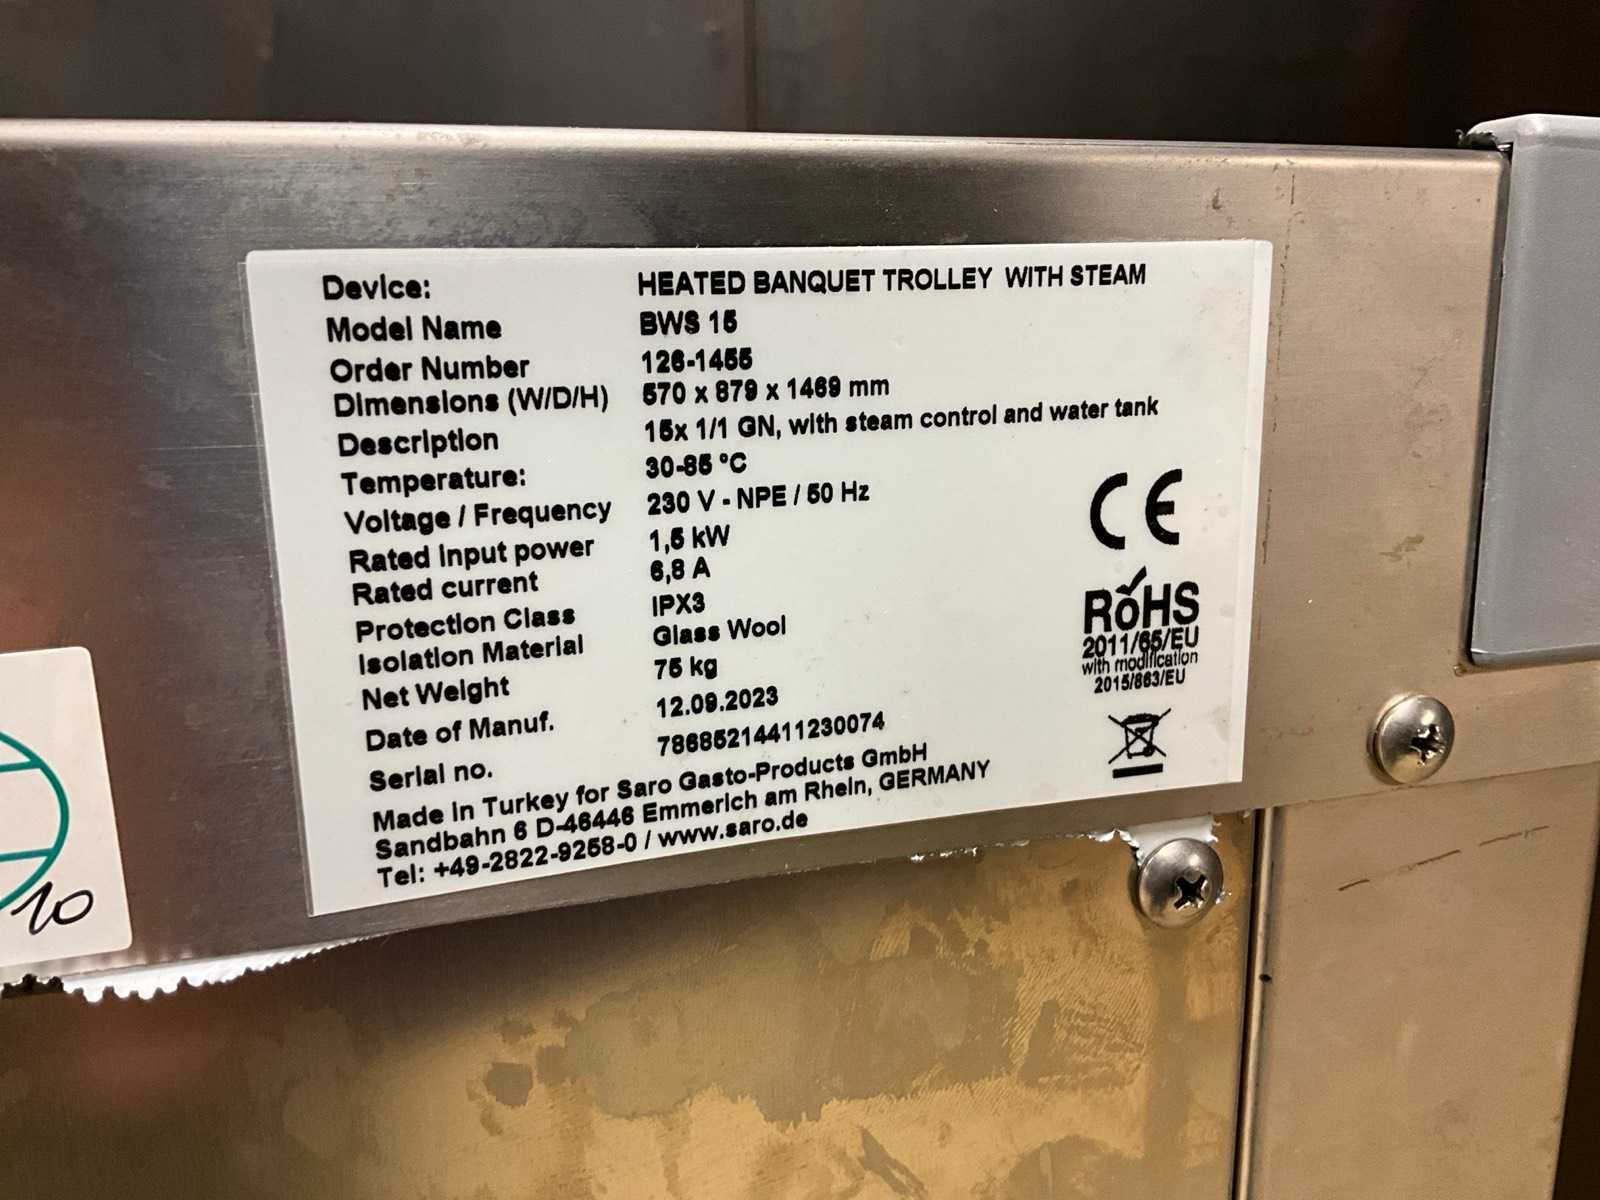 Device: HEATED BANQUET TROLLEY WITH STEAM
Model Name BWS 15
Order Number 126-1455
Dimensions (W/D/H) 570 x 879 x 1469 mm
Description 15x 1/1 GN, with steam control and water tank
Temperature: 30-85 °C
Voltage / Frequency 230 V - NPE / 50 Hz
Rated input power 1,5 kW
Rated current 6,8 A
Protection Class IPX3
Isolation Material Glass Wool
Net Weight 75 kg
Date of Manuf. 12.09.2023
Serial no. 78685214411230074
Made in Turkey for Saro Gasto-Products GmbH
Sandbahn 6 D-46446 Emmerich am Rhein, GERMANY
Tel: +49-2822-9258-0 / www.saro.de
CE
RoHS
2011/65/EU
with modification
2015/863/EU
10